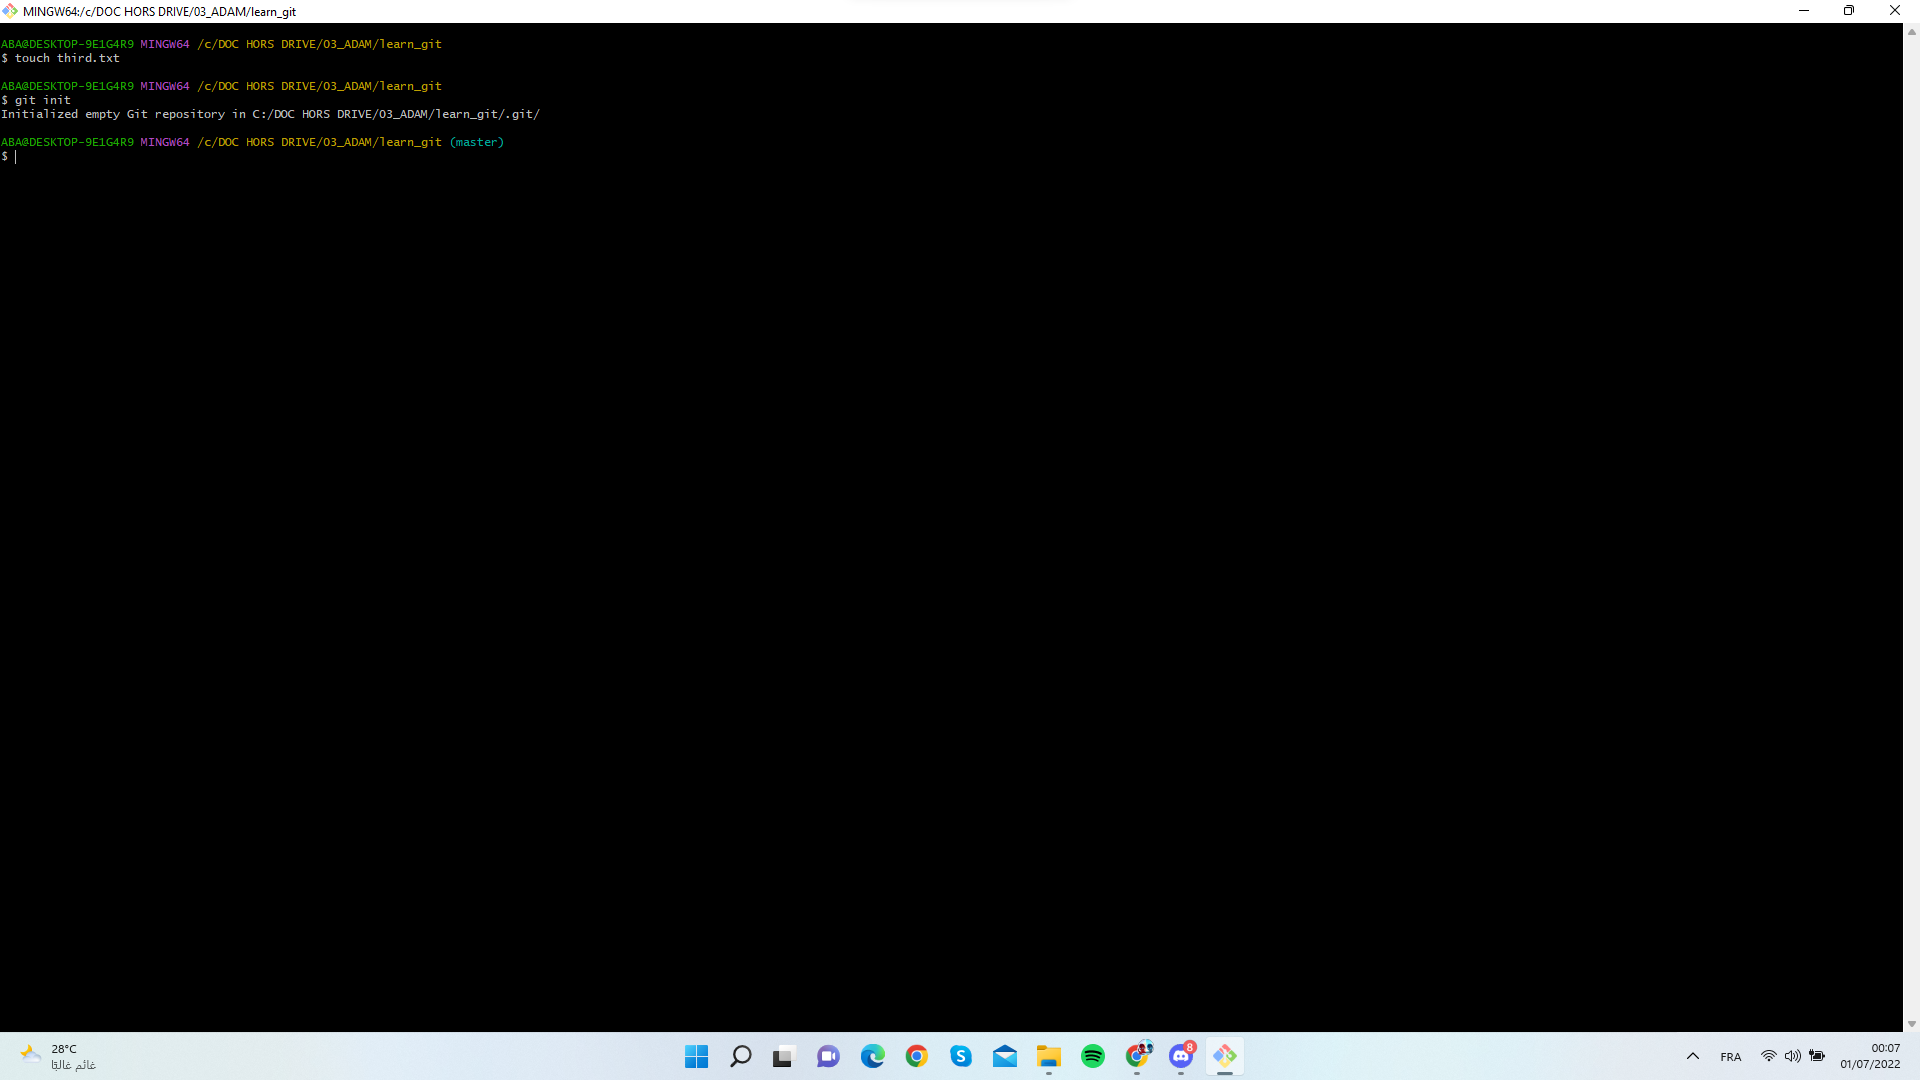 MINGW64:/c/DOC HORS DRIVE/03_ADAM/learn_git
ABA@DESKTOP-9E1G4R9 MINGW64 /c/DOC HORS DRIVE/03_ADAM/learn_git
$ touch third.txt
ABA@DESKTOP-9E1G4R9 MINGW64 /c/DOC HORS DRIVE/03_ADAM/learn_git
$ git init
Initialized empty Git repository in C:/DOC HORS DRIVE/03_ADAM/learn_git/.git/
ABA@DESKTOP-9E1G4R9 MINGW64 /c/DOC HORS DRIVE/03_ADAM/learn_git (master)
$
28°C
غائم غالبًا
S
8
FRA
00:07
01/07/2022